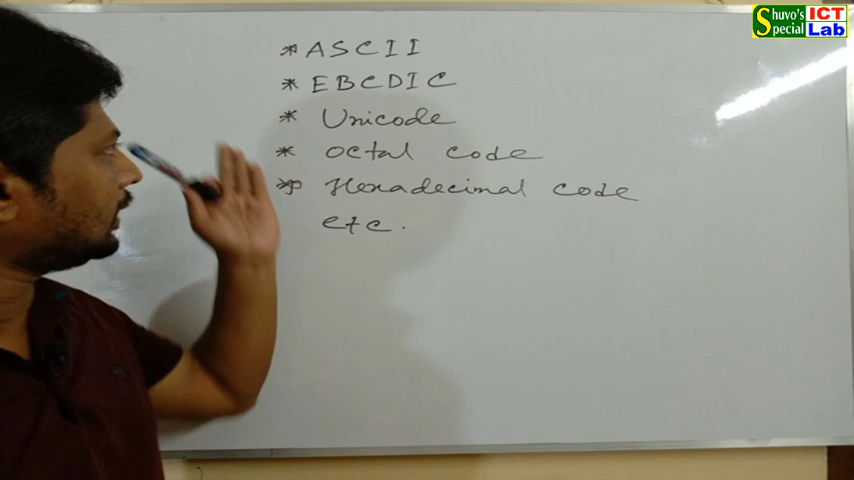 Shuvo's Special ICT Lab
* ASCII
* EBCDIC
* Unicode
* Octal code
* Hexadecimal code
etc.